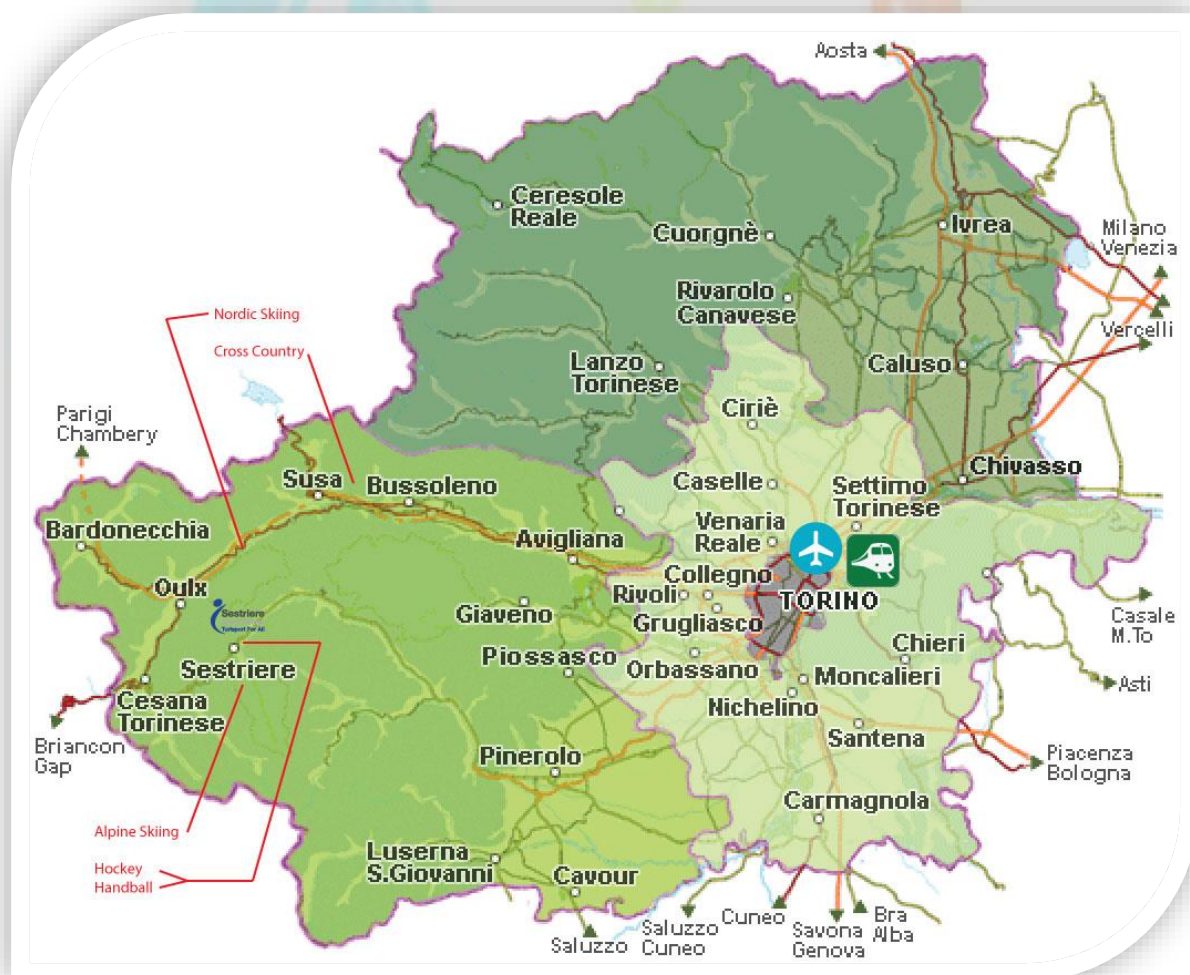 Aosta
Ceresole
Reale
Cuorgnè
Ivrea
Milano
Venezia
Rivarolo
Canavese
Nordic Skiing
Vercelli
Cross Country
Lanzo
Torinese
Caluso
Parigi
Chambery
Ciriè
Susa
Bussoleno
Caselle
Settimo
Torinese
Chivasso
Bardonecchia
Avigliana
Venaria
Reale
Oulx
Collegno
Rivoli
TORINO
Sestriere
Giaveno
Grugliasco
Casale
M.To
Chieri
Sestriere
Piossasco
Orbassano
Moncalieri
Asti
Cesana
Torinese
Nichelino
Briancon
Gap
Santena
Pinerolo
Piacenza
Bologna
Carmagnola
Alpine Skiing
Hockey
Handball
Luserna
S.Giovanni
Cavour
Saluzzo
Saluzzo
Cuneo
Cuneo
Savona
Genova
Bra
Alba